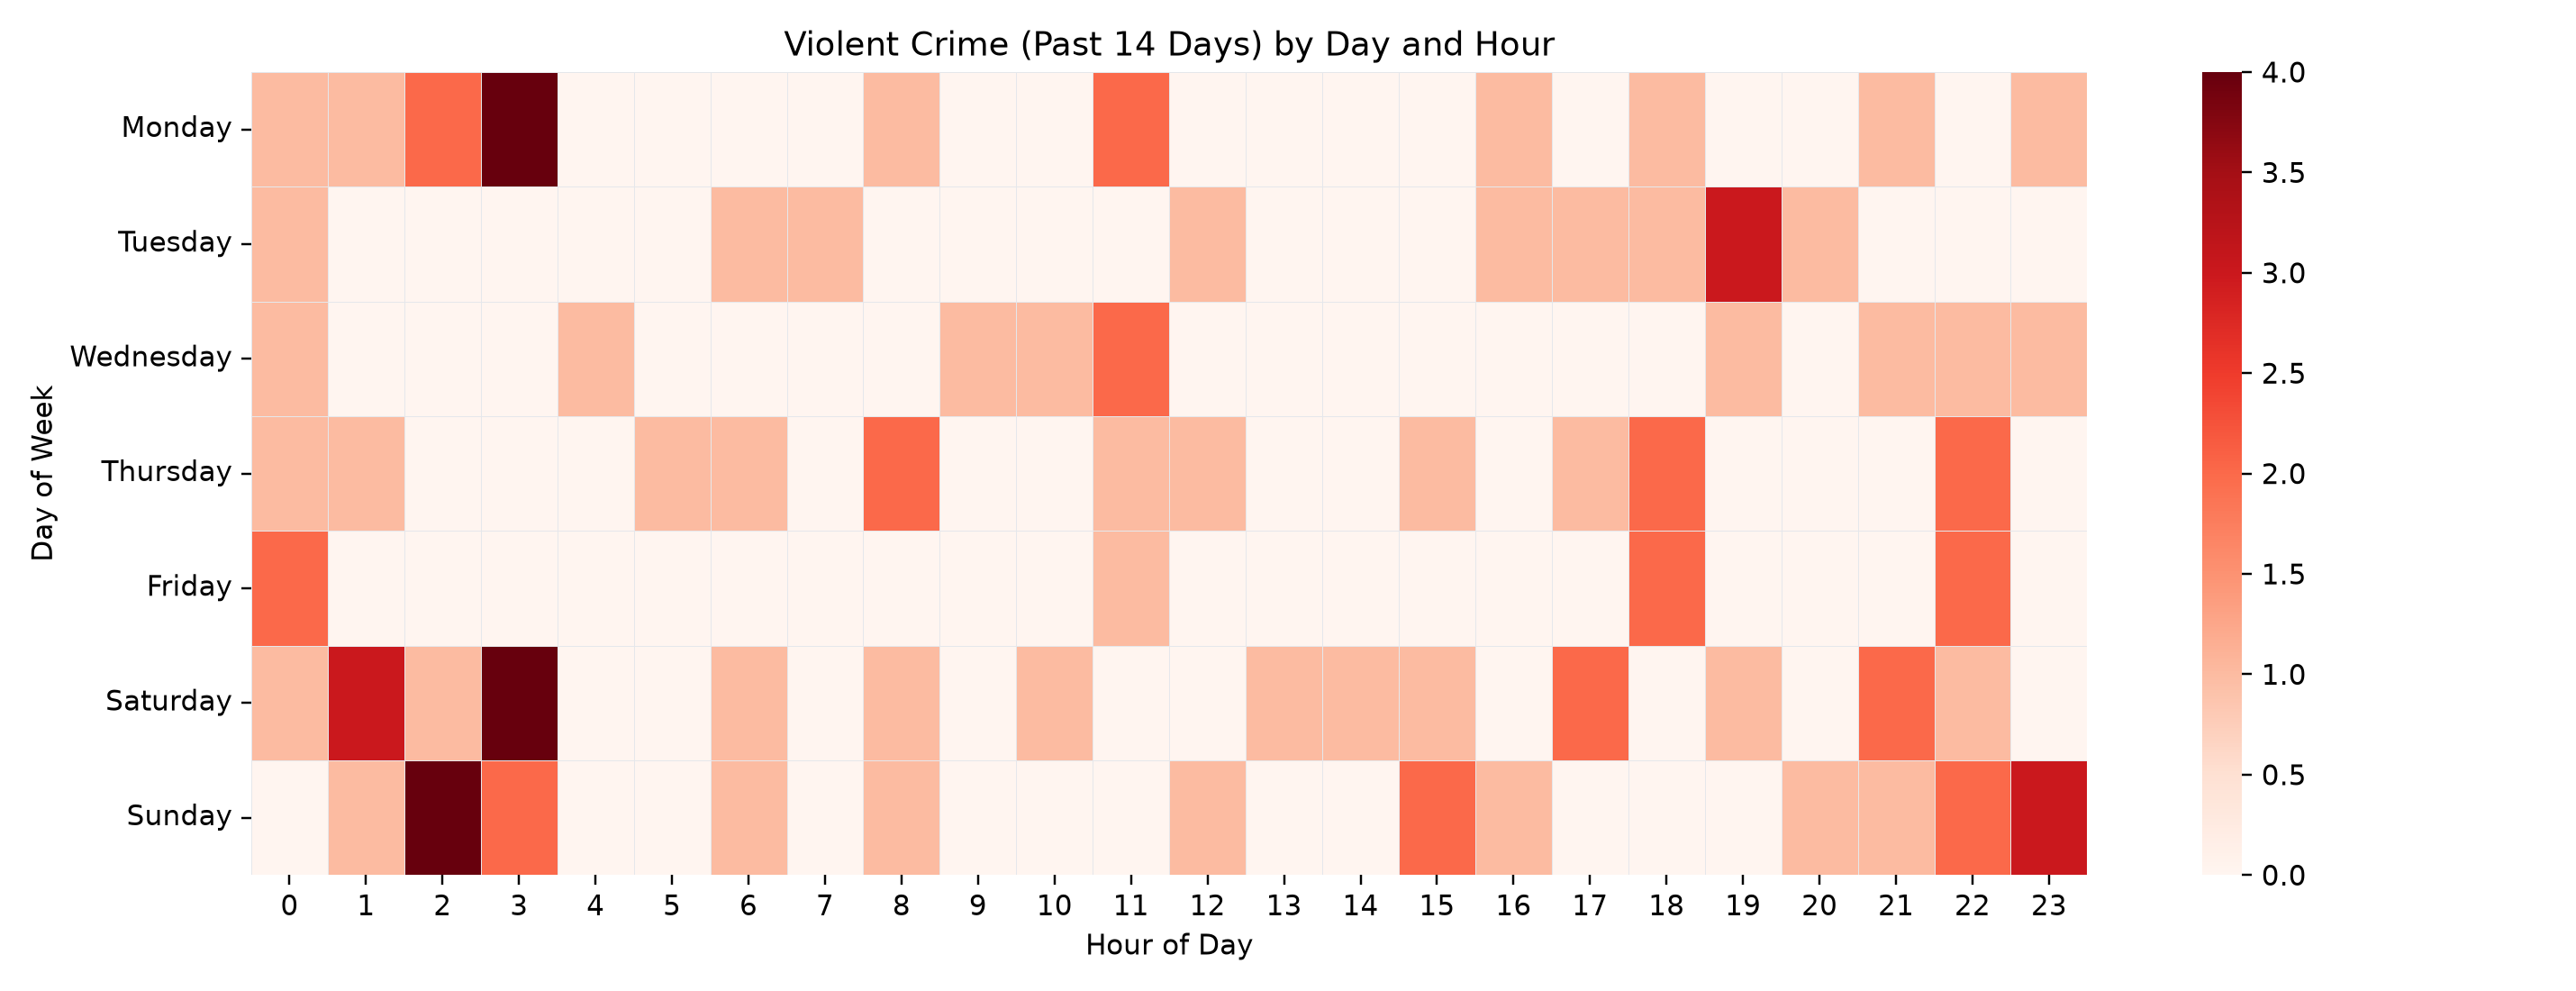 Violent Crime (Past 14 Days) by Day and Hour
Day of Week
Monday
Tuesday
Wednesday
Thursday
Friday
Saturday
Sunday
0 1 2 3 4 5 6 7 8 9 10 11 12 13 14 15 16 17 18 19 20 21 22 23
Hour of Day
4.0
3.5
3.0
2.5
2.0
1.5
1.0
0.5
0.0